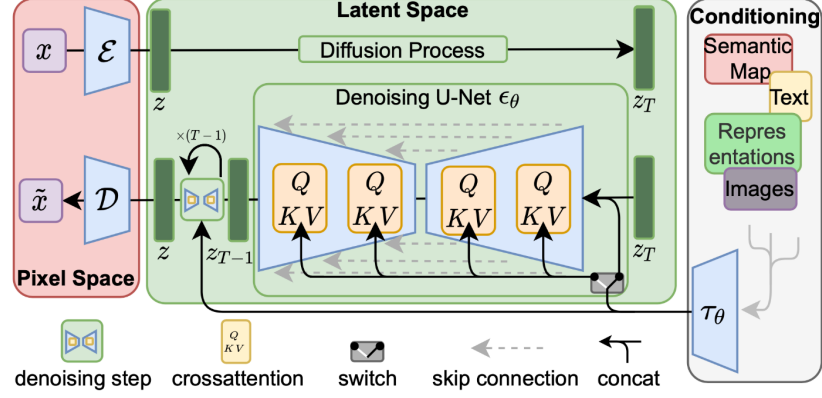 Latent Space
Conditioning
x
ℰ
z
Diffusion Process
z_T
Semantic
Map
Text
Repres
entations
Images
Denoising U-Net ϵ_θ
×(T − 1)
x̃
𝒟
z
z_{T−1}
Q
KV
Q
KV
Q
KV
Q
KV
z_T
Pixel Space
τ_θ
Q
KV
denoising step
crossattention
switch
skip connection
concat